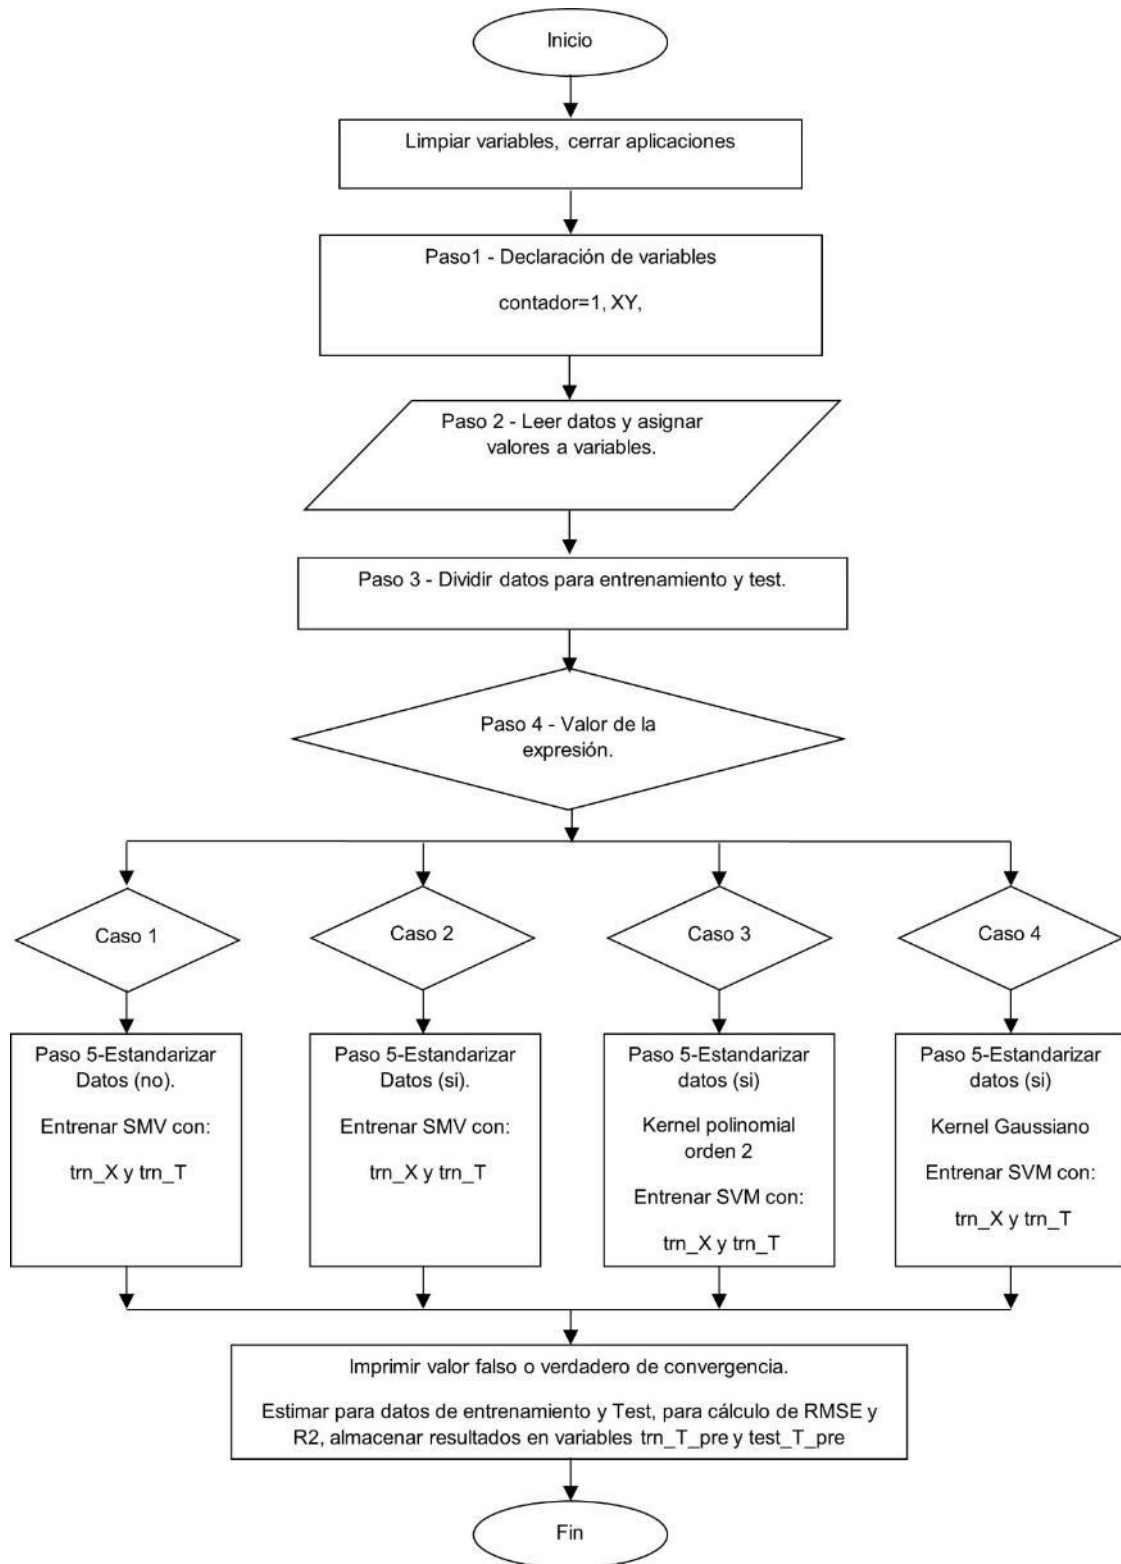 Inicio
Limpiar variables, cerrar aplicaciones
Paso1 - Declaración de variables
contador=1, XY,
Paso 2 - Leer datos y asignar
valores a variables.
Paso 3 - Dividir datos para entrenamiento y test.
Paso 4 - Valor de la
expresión.
Caso 1
Caso 2
Caso 3
Caso 4
Paso 5-Estandarizar
Datos (no).
Entrenar SMV con:
trn_X y trn_T
Paso 5-Estandarizar
Datos (si).
Entrenar SMV con:
trn_X y trn_T
Paso 5-Estandarizar
datos (si)
Kernel polinomial
orden 2
Entrenar SVM con:
trn_X y trn_T
Paso 5-Estandarizar
datos (si)
Kernel Gaussiano
Entrenar SVM con:
trn_X y trn_T
Imprimir valor falso o verdadero de convergencia.
Estimar para datos de entrenamiento y Test, para cálculo de RMSE y
R2, almacenar resultados en variables trn_T_pre y test_T_pre
Fin